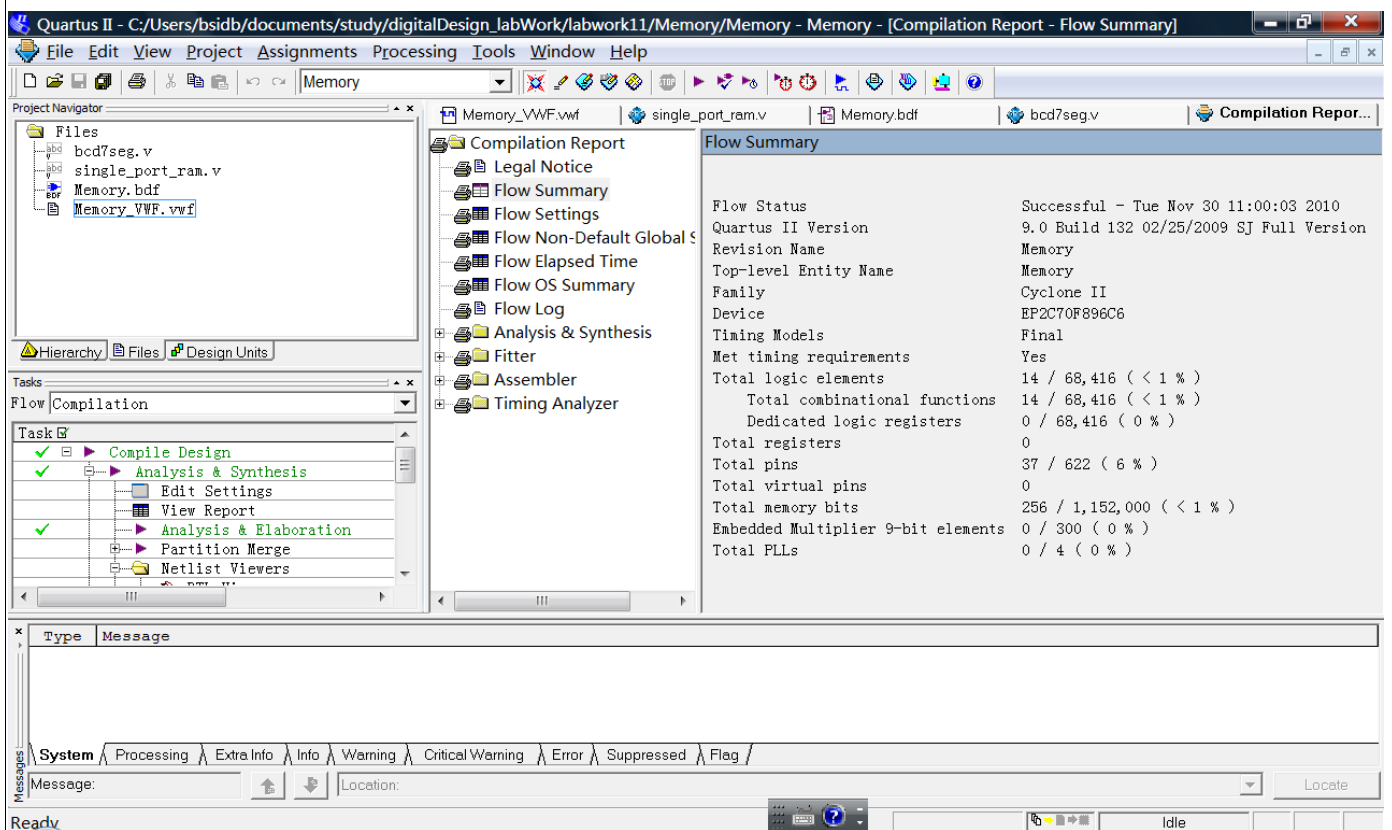 Quartus II - C:/Users/bsidb/documents/study/digitalDesign_labWork/labwork11/Memory/Memory - Memory - [Compilation Report - Flow Summary]
File Edit View Project Assignments Processing Tools Window Help
Memory
Project Navigator
Files
bcd7seg.v
single_port_ram.v
Memory.bdf
Memory_VWF.vwf
Hierarchy Files Design Units
Tasks
Flow Compilation
Task
Compile Design
Analysis & Synthesis
Edit Settings
View Report
Analysis & Elaboration
Partition Merge
Netlist Viewers
Memory_VWF.vwf single_port_ram.v Memory.bdf bcd7seg.v Compilation Repor...
Compilation Report
Legal Notice
Flow Summary
Flow Settings
Flow Non-Default Global S
Flow Elapsed Time
Flow OS Summary
Flow Log
Analysis & Synthesis
Fitter
Assembler
Timing Analyzer
Flow Summary
Flow Status Successful - Tue Nov 30 11:00:03 2010
Quartus II Version 9.0 Build 132 02/25/2009 SJ Full Version
Revision Name Memory
Top-level Entity Name Memory
Family Cyclone II
Device EP2C70F896C6
Timing Models Final
Met timing requirements Yes
Total logic elements 14 / 68,416 ( < 1 % )
Total combinational functions 14 / 68,416 ( < 1 % )
Dedicated logic registers 0 / 68,416 ( 0 % )
Total registers 0
Total pins 37 / 622 ( 6 % )
Total virtual pins 0
Total memory bits 256 / 1,152,000 ( < 1 % )
Embedded Multiplier 9-bit elements 0 / 300 ( 0 % )
Total PLLs 0 / 4 ( 0 % )
Type Message
System Processing Extra Info Info Warning Critical Warning Error Suppressed Flag
Messages
Message: Location: Locate
Ready Idle